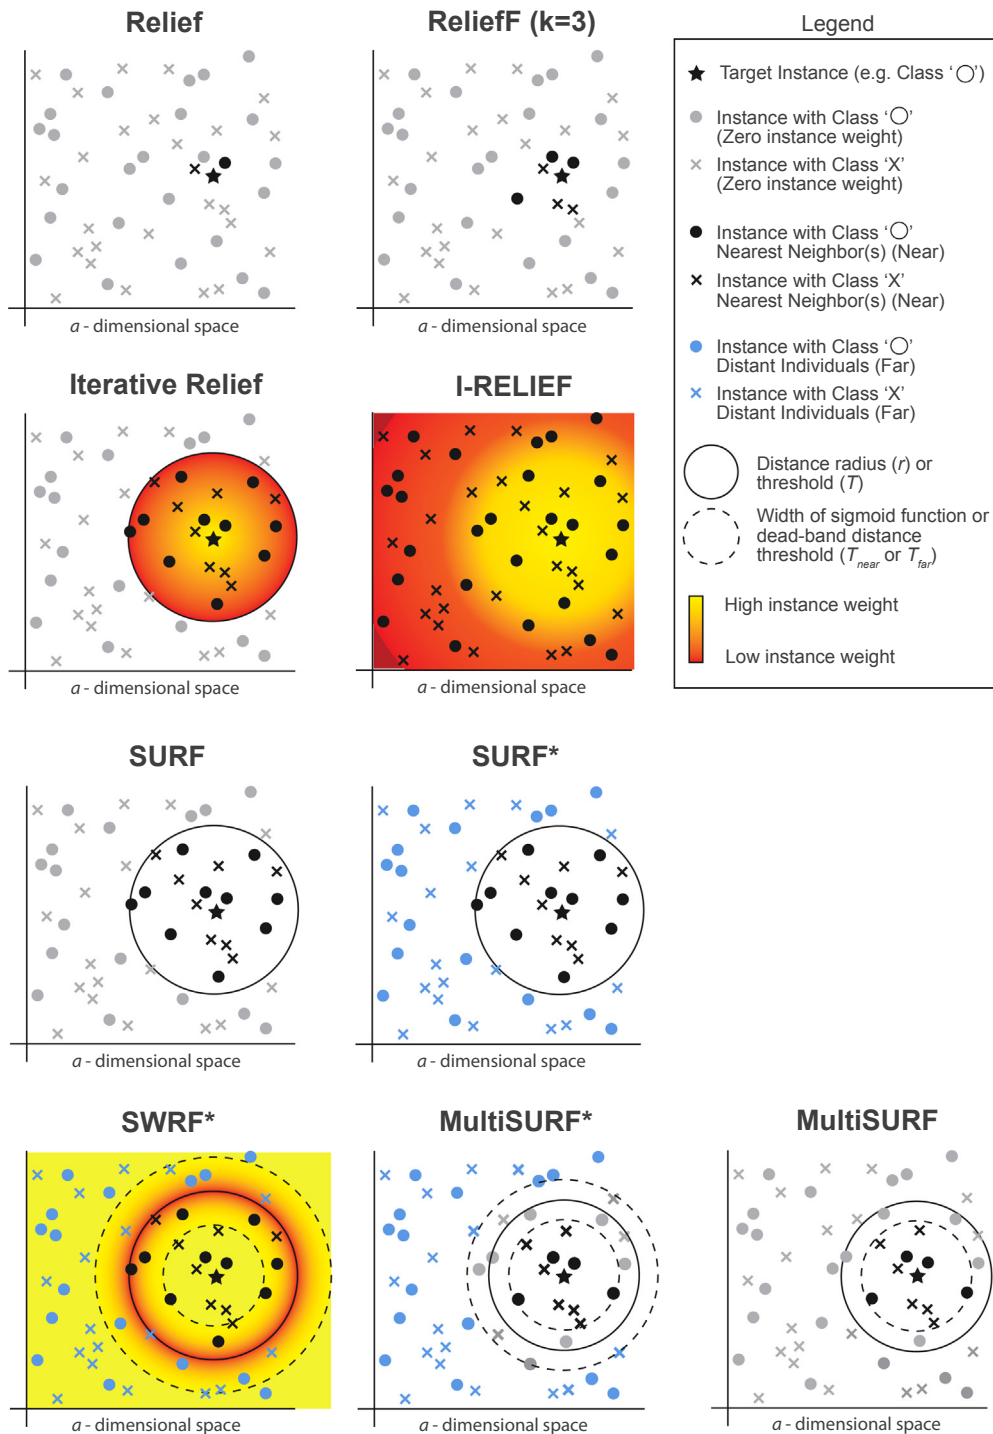 Relief
ReliefF (k=3)
Legend
Target Instance (e.g. Class ‘○’)
Instance with Class ‘○’
(Zero instance weight)
Instance with Class ‘X’
(Zero instance weight)
Instance with Class ‘○’
Nearest Neighbor(s) (Near)
Instance with Class ‘X’
Nearest Neighbor(s) (Near)
Instance with Class ‘○’
Distant Individuals (Far)
Instance with Class ‘X’
Distant Individuals (Far)
Distance radius (r) or
threshold (T)
Width of sigmoid function or
dead-band distance
threshold (T near or T far)
High instance weight
Low instance weight
a - dimensional space
a - dimensional space
Iterative Relief
I-RELIEF
a - dimensional space
a - dimensional space
SURF
SURF*
a - dimensional space
a - dimensional space
SWRF*
MultiSURF*
MultiSURF
a - dimensional space
a - dimensional space
a - dimensional space